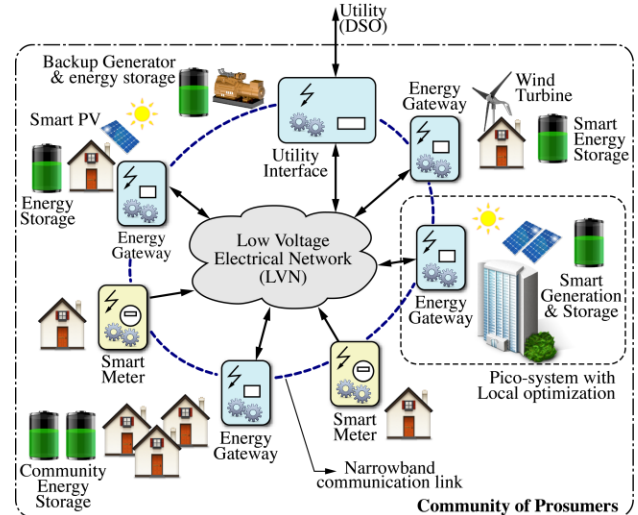 Utility
(DSO)
Backup Generator
& energy storage
Energy
Gateway
Wind
Turbine
Smart PV
Smart
Energy
Storage
Utility
Interface
Energy
Storage
Energy
Gateway
Low Voltage
Electrical Network
(LVN)
Energy
Gateway
Smart
Generation
& Storage
Smart
Meter
Pico-system with
Local optimization
Energy
Gateway
Smart
Meter
Community
Energy
Storage
Narrowband
communication link
Community of Prosumers